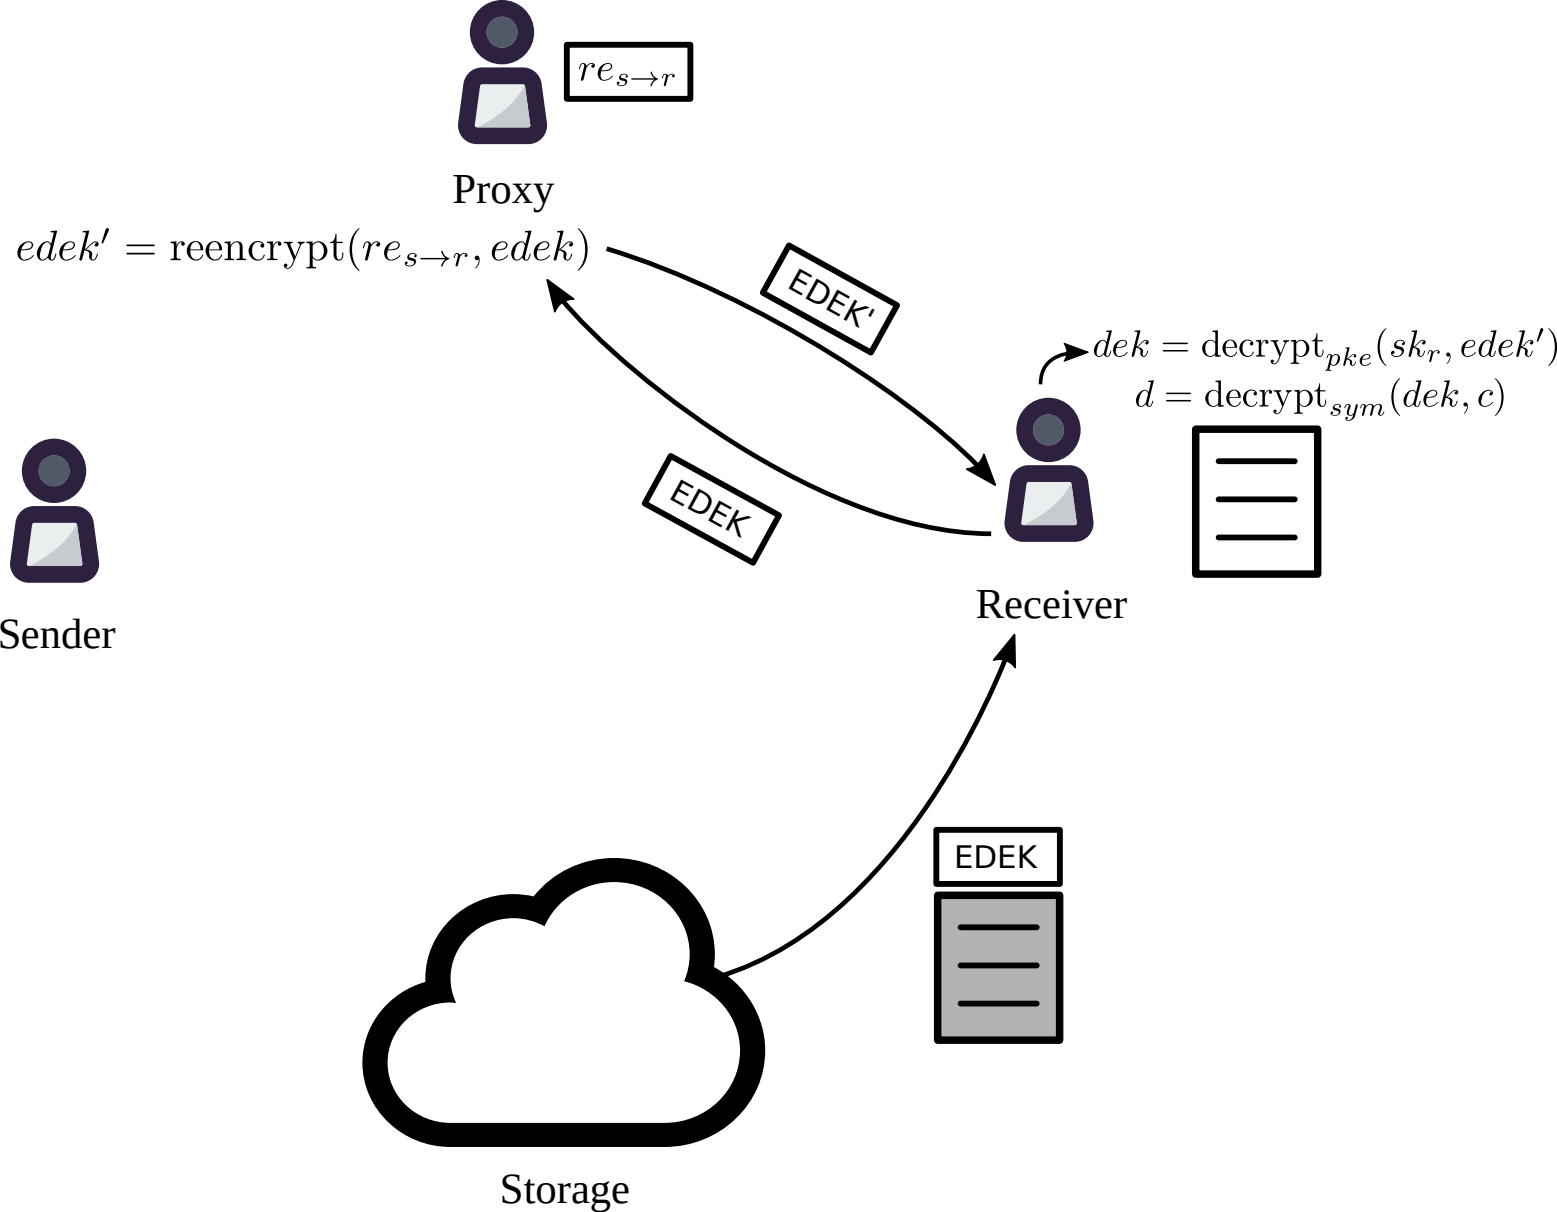 re_{s→r}
Proxy
edek′ = reencrypt(re_{s→r}, edek)
EDEK'
dek = decrypt_{pke}(sk_r, edek′)
d = decrypt_{sym}(dek, c)
EDEK
Receiver
Sender
EDEK
Storage